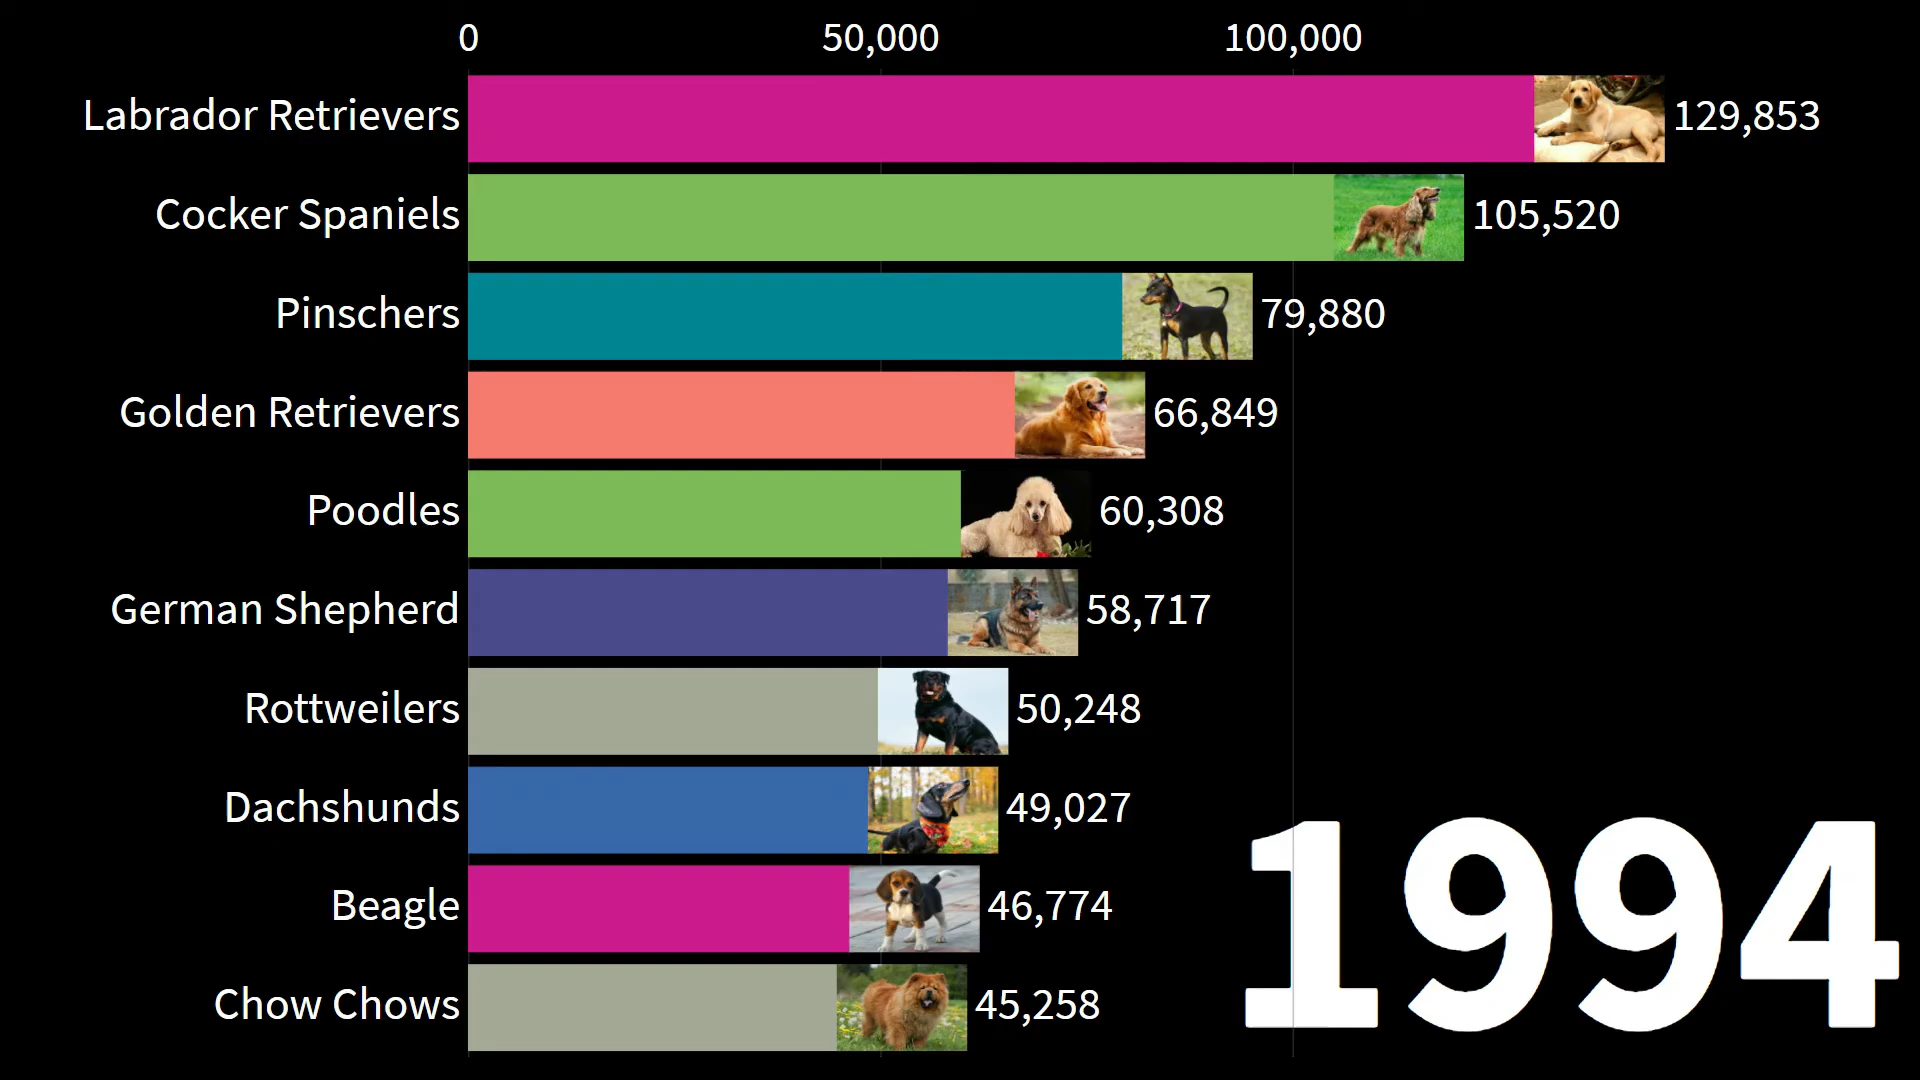 0 50,000 100,000
Labrador Retrievers 129,853
Cocker Spaniels 105,520
Pinschers 79,880
Golden Retrievers 66,849
Poodles 60,308
German Shepherd 58,717
Rottweilers 50,248
Dachshunds 49,027
Beagle 46,774
Chow Chows 45,258
1994